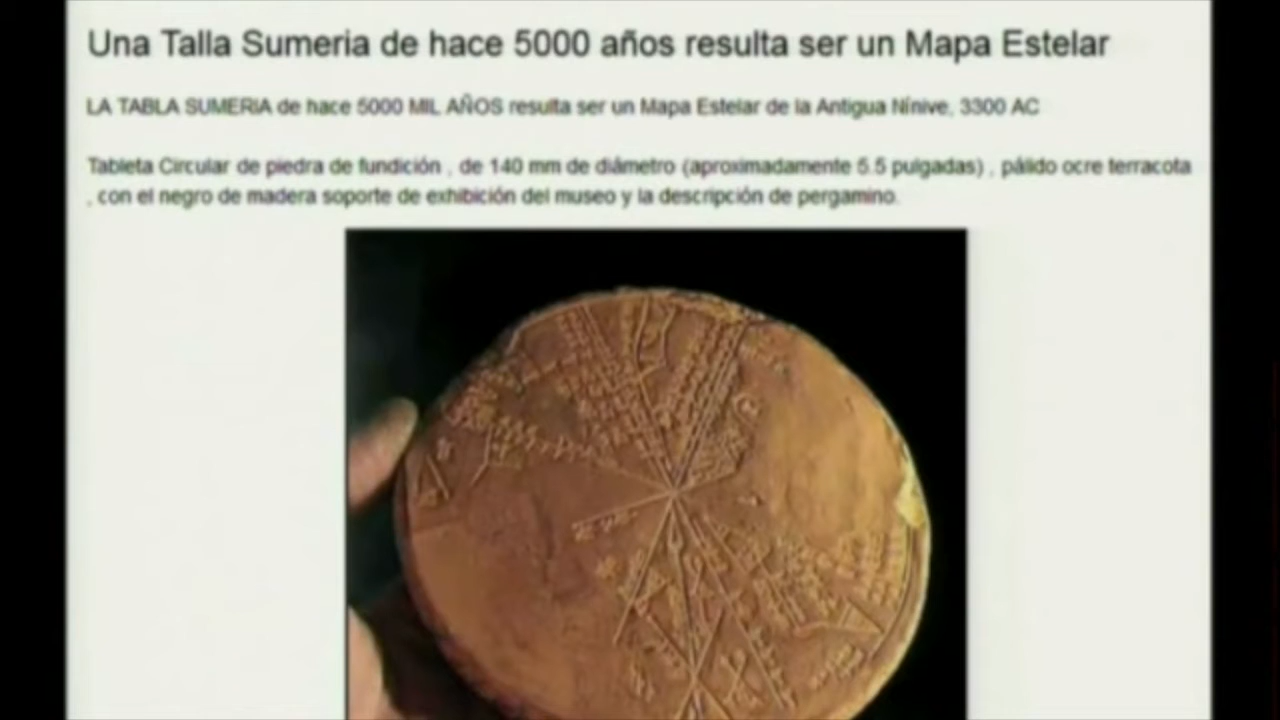 Una Talla Sumeria de hace 5000 años resulta ser un Mapa Estelar
LA TABLA SUMERIA de hace 5000 MIL AÑOS resulta ser un Mapa Estelar de la Antigua Nínive, 3300 AC
Tableta Circular de piedra de fundición , de 140 mm de diámetro (aproximadamente 5.5 pulgadas) , pálido ocre terracota
, con el negro de madera soporte de exhibición del museo y la descripción de pergamino.